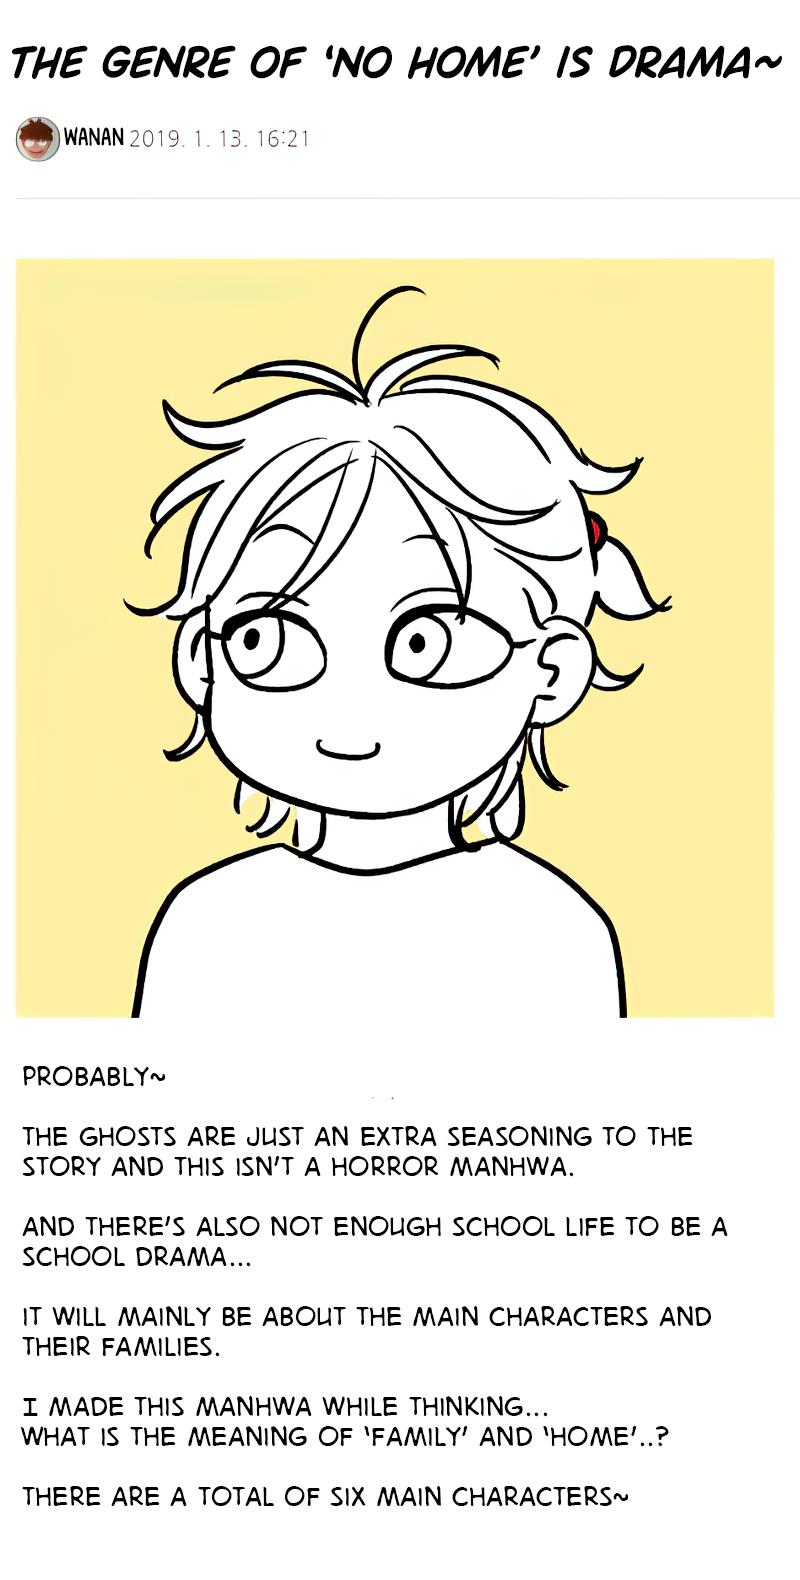 THE GENRE OF 'NO HOME' IS DRAMA~
WANAN 2019. 1. 13. 16:21
PROBABLY~
THE GHOSTS ARE JUST AN EXTRA SEASONING TO THE
STORY AND THIS ISN'T A HORROR MANHWA.
AND THERE'S ALSO NOT ENOUGH SCHOOL LIFE TO BE A
SCHOOL DRAMA...
IT WILL MAINLY BE ABOUT THE MAIN CHARACTERS AND
THEIR FAMILIES.
I MADE THIS MANHWA WHILE THINKING...
WHAT IS THE MEANING OF 'FAMILY' AND 'HOME'..?
THERE ARE A TOTAL OF SIX MAIN CHARACTERS~